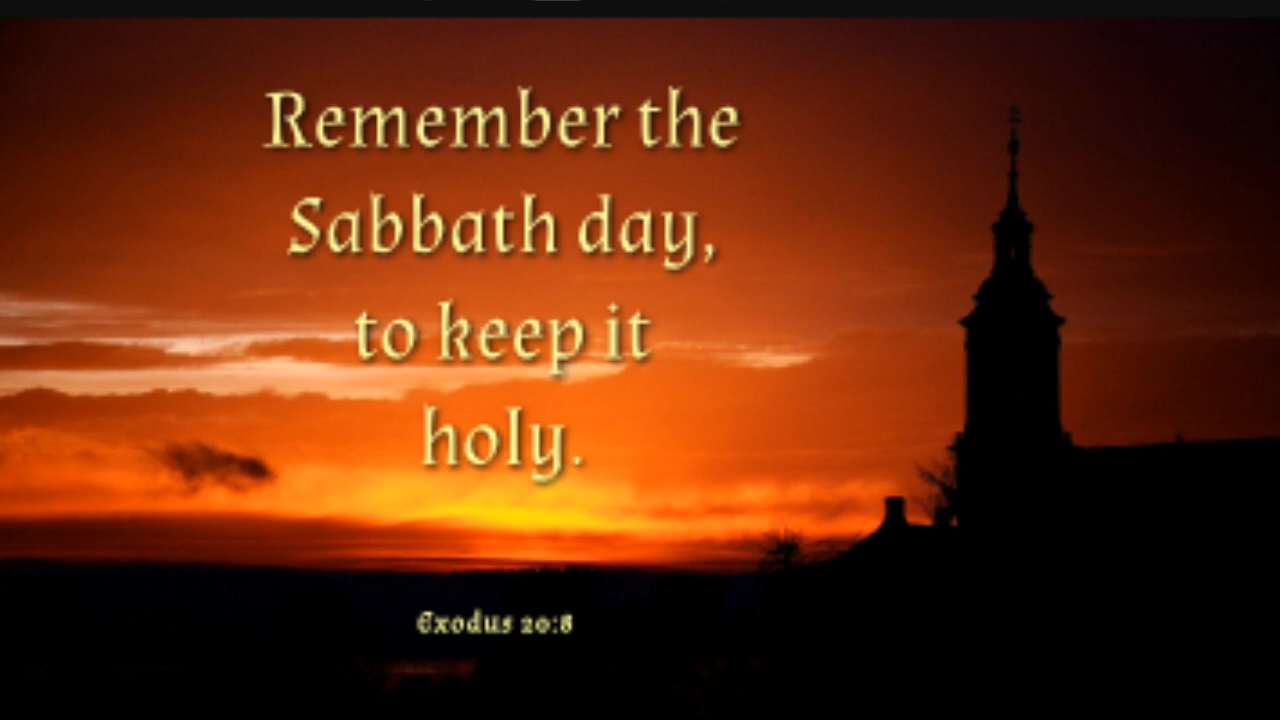 Remember the
Sabbath day,
to keep it
holy.
Exodus 20:8